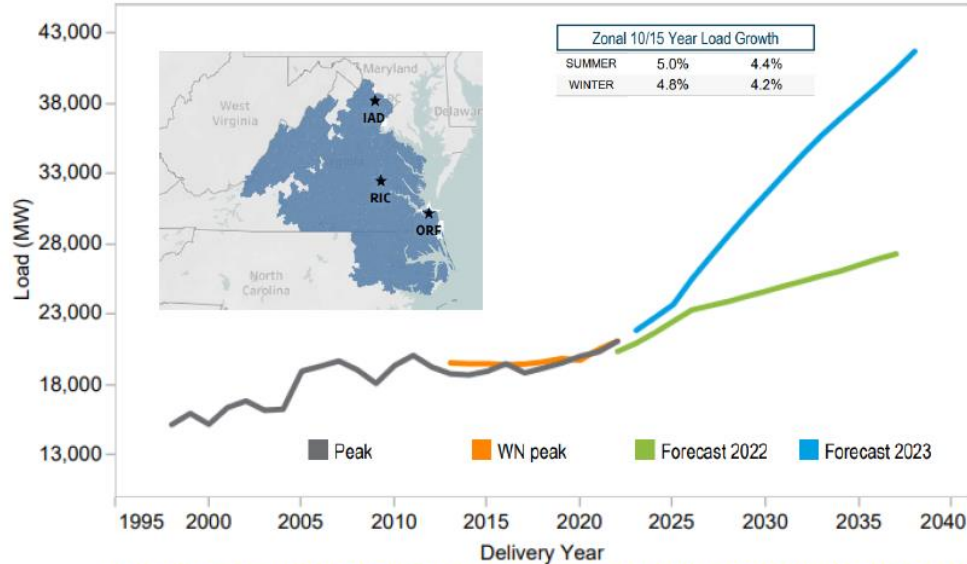 43,000
38,000
33,000
28,000
23,000
18,000
13,000
Load (MW)
Zonal 10/15 Year Load Growth
SUMMER 5.0% 4.4%
WINTER 4.8% 4.2%
Maryland
West
Virginia
DC
Delaware
IAD
RIC
ORF
North
Carolina
Peak
WN peak
Forecast 2022
Forecast 2023
1995 2000 2005 2010 2015 2020 2025 2030 2035 2040
Delivery Year